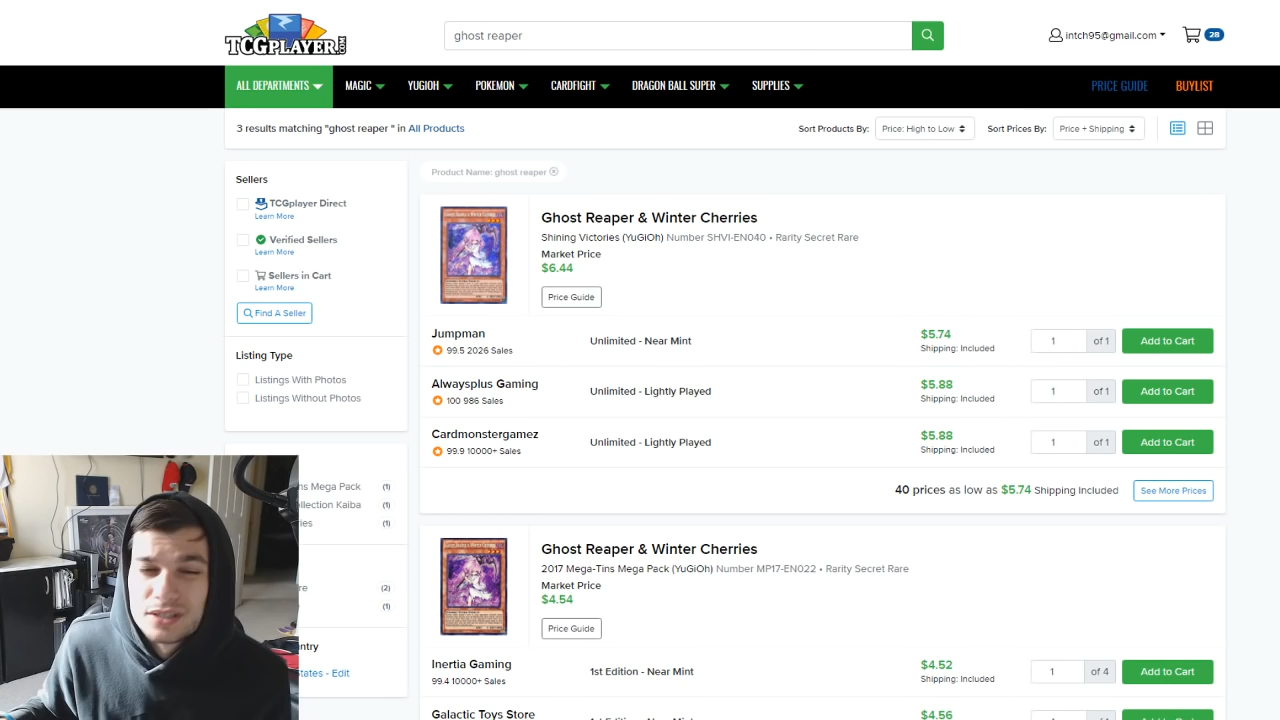 TCGPLAYER.COM
ghost reaper
intch95@gmail.com
28
ALL DEPARTMENTS
MAGIC
YUGIOH
POKEMON
CARDFIGHT
DRAGON BALL SUPER
SUPPLIES
PRICE GUIDE
BUYLIST
3 results matching "ghost reaper " in All Products
Sort Products By:
Price: High to Low
Sort Prices By:
Price + Shipping
Sellers
TCGplayer Direct
Learn More
Verified Sellers
Learn More
Sellers in Cart
Learn More
Find A Seller
Listing Type
Listings With Photos
Listings Without Photos
ns Mega Pack (1)
llection Kaiba (1)
ies (1)
re (2)
(1)
ntry
tates - Edit
Product Name: ghost reaper
Ghost Reaper & Winter Cherries
Shining Victories (YuGiOh) Number SHVI-EN040 • Rarity Secret Rare
Market Price
$6.44
Price Guide
Jumpman
99.5 2026 Sales
Unlimited - Near Mint
$5.74
Shipping: Included
1 of 1
Add to Cart
Alwaysplus Gaming
100 986 Sales
Unlimited - Lightly Played
$5.88
Shipping: Included
1 of 1
Add to Cart
Cardmonstergamez
99.9 10000+ Sales
Unlimited - Lightly Played
$5.88
Shipping: Included
1 of 1
Add to Cart
40 prices as low as $5.74 Shipping Included
See More Prices
Ghost Reaper & Winter Cherries
2017 Mega-Tins Mega Pack (YuGiOh) Number MP17-EN022 • Rarity Secret Rare
Market Price
$4.54
Price Guide
Inertia Gaming
99.4 10000+ Sales
1st Edition - Near Mint
$4.52
Shipping: Included
1 of 4
Add to Cart
Galactic Toys Store
$4.56